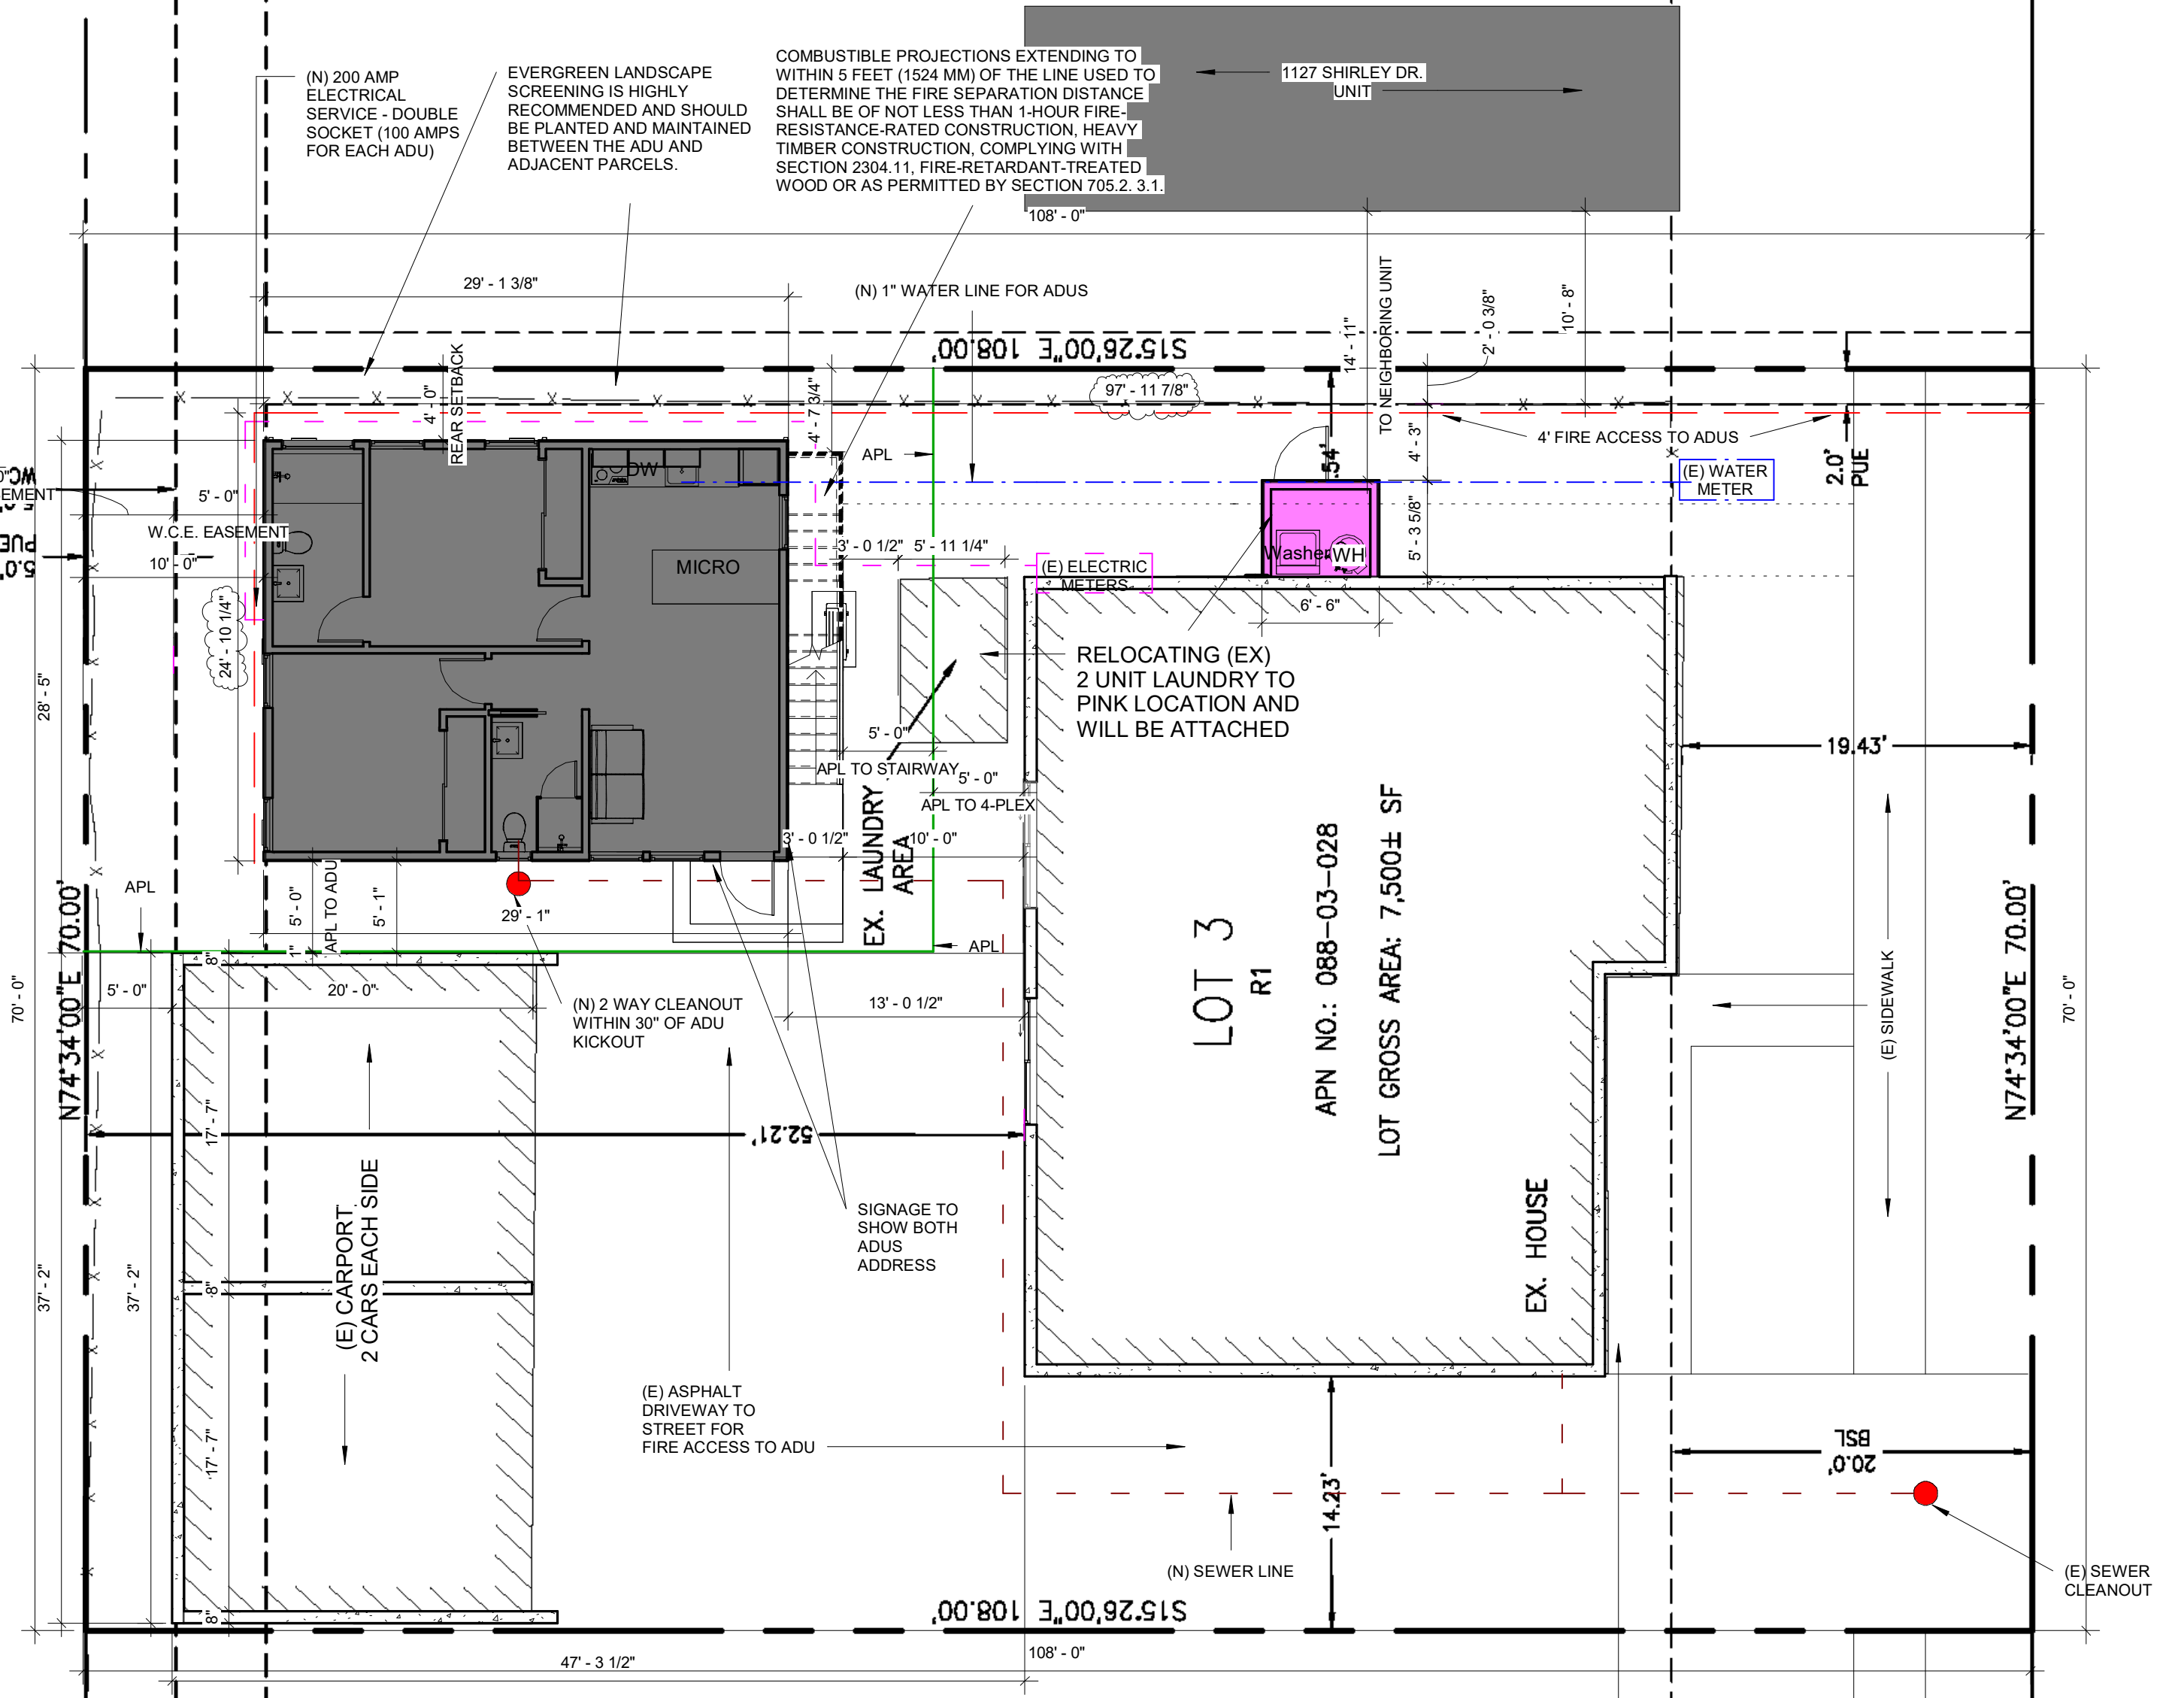 (N) 200 AMP
ELECTRICAL
SERVICE - DOUBLE
SOCKET (100 AMPS
FOR EACH ADU)
EVERGREEN LANDSCAPE
SCREENING IS HIGHLY
RECOMMENDED AND SHOULD
BE PLANTED AND MAINTAINED
BETWEEN THE ADU AND
ADJACENT PARCELS.
COMBUSTIBLE PROJECTIONS EXTENDING TO
WITHIN 5 FEET (1524 MM) OF THE LINE USED TO
DETERMINE THE FIRE SEPARATION DISTANCE
SHALL BE OF NOT LESS THAN 1-HOUR FIRE-
RESISTANCE-RATED CONSTRUCTION, HEAVY
TIMBER CONSTRUCTION, COMPLYING WITH
SECTION 2304.11, FIRE-RETARDANT-TREATED
WOOD OR AS PERMITTED BY SECTION 705.2. 3.1.
1127 SHIRLEY DR.
UNIT
108' - 0"
29' - 1 3/8"
(N) 1" WATER LINE FOR ADUS
S15°26'00"E 108.00'
14' - 11"
TO NEIGHBORING UNIT
2' - 0 3/8"
10' - 8"
4' - 0"
REAR SETBACK
4' - 7 3/4"
97' - 11 7/8"
4' FIRE ACCESS TO ADUS
4' - 3"
.54'
2.0'
PUE
APL
(E) WATER
METER
DW
MICRO
5' - 0"
W.C.E. EASEMENT
10' - 0"
WC
EMENT
5.0'
PUE
3' - 0 1/2"
5' - 11 1/4"
(E) ELECTRIC
METERS
Washer
WH
5' - 3 5/8"
6' - 6"
24' - 10 1/4"
28' - 5"
RELOCATING (EX)
2 UNIT LAUNDRY TO
PINK LOCATION AND
WILL BE ATTACHED
5' - 0"
APL TO STAIRWAY
5' - 0"
APL TO 4-PLEX
19.43'
3' - 0 1/2"
10' - 0"
EX. LAUNDRY
AREA
LOT 3
R1
APN NO.: 088-03-028
LOT GROSS AREA: 7,500± SF
APL
5' - 0"
APL TO ADU
5' - 1"
1"
29' - 1"
APL
8"
5' - 0"
20' - 0"
13' - 0 1/2"
(N) 2 WAY CLEANOUT
WITHIN 30" OF ADU
KICKOUT
70' - 0"
N74°34'00"E 70.00'
N74°34'00"E 70.00'
70' - 0"
(E) SIDEWALK
17' - 7"
52.21'
(E) CARPORT
2 CARS EACH SIDE
SIGNAGE TO
SHOW BOTH
ADUS
ADDRESS
EX. HOUSE
37' - 2"
37' - 2"
8"
17' - 7"
8"
(E) ASPHALT
DRIVEWAY TO
STREET FOR
FIRE ACCESS TO ADU
14.23'
20.0'
BSL
(N) SEWER LINE
(E) SEWER
CLEANOUT
S15°26'00"E 108.00'
47' - 3 1/2"
108' - 0"